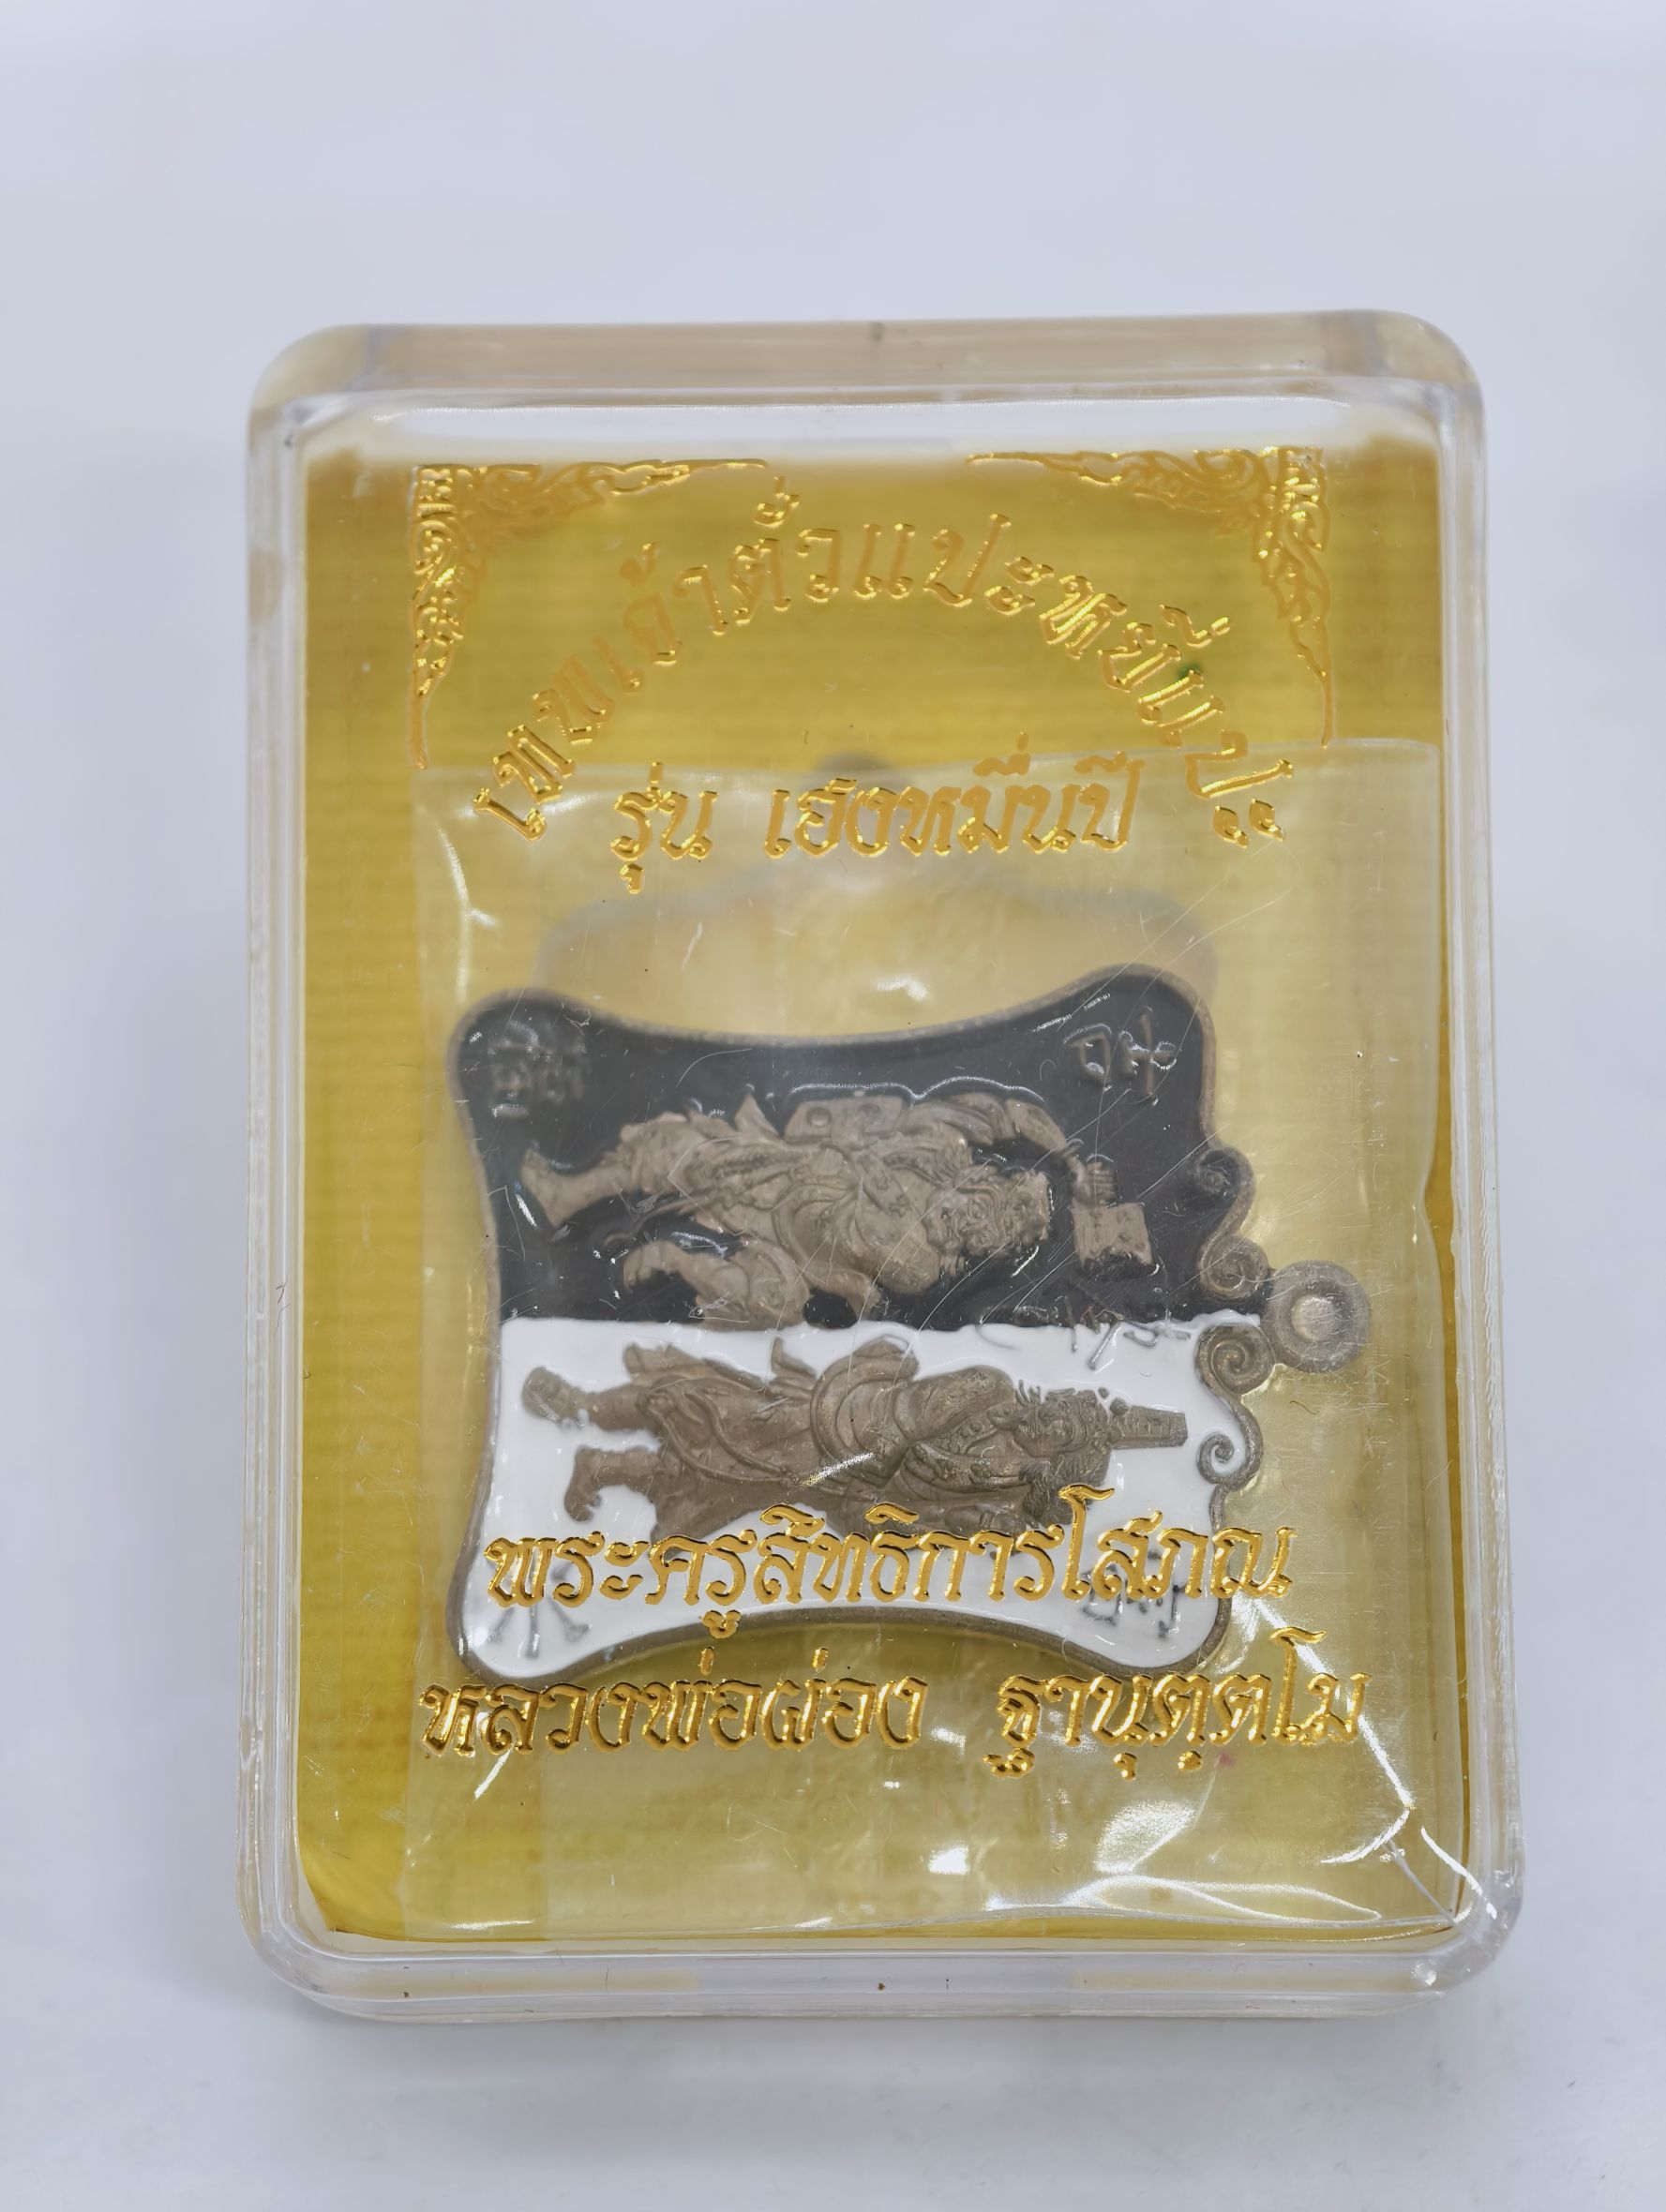 เทพเจ้าตั่วแปะหยี่แปะ
รุ่น เฮงหมื่นปี
พระครูสิทธิการโสภณ
หลวงพ่อผ่อง ฐานุตฺตโม